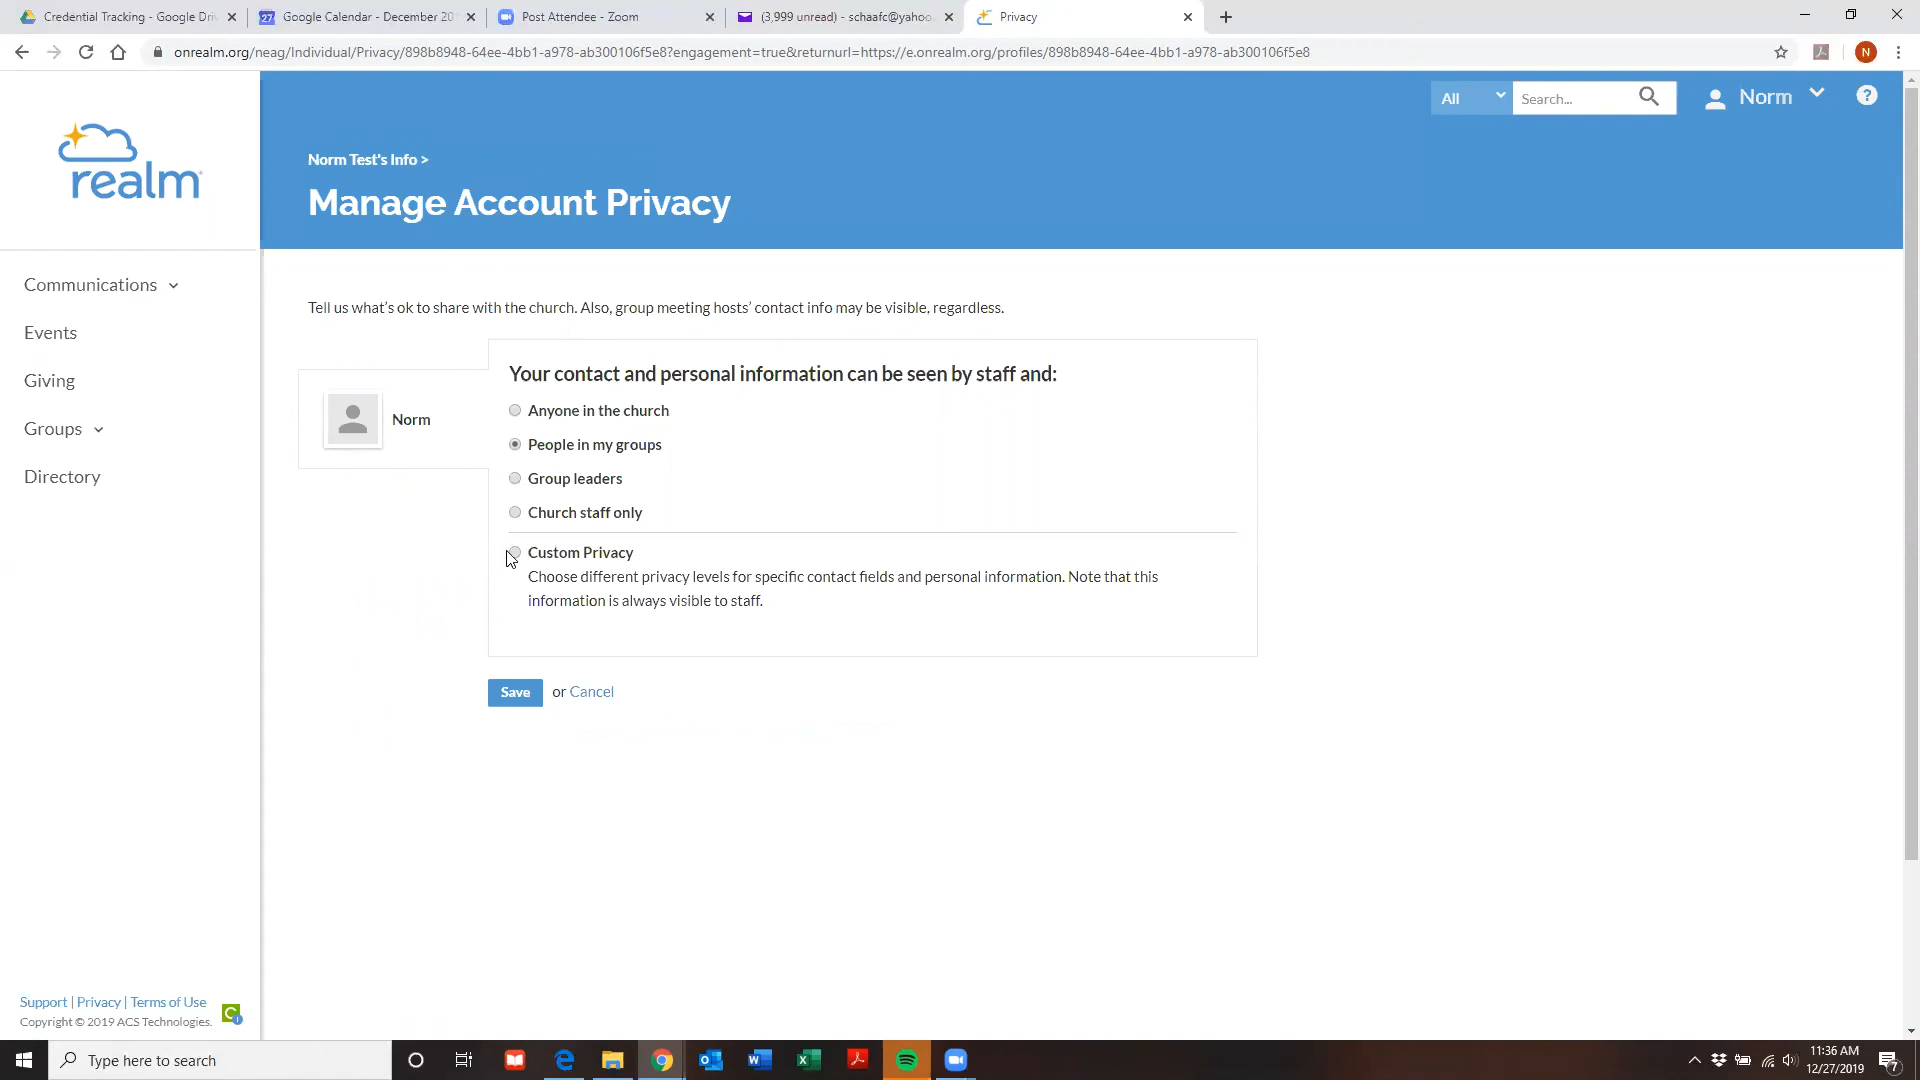 Credential Tracking - Google Dri
Google Calendar - December 20
Post Attendee - Zoom
(3,999 unread) - schaafc@yahoo.
Privacy
onrealm.org/neag/Individual/Privacy/898b8948-64ee-4bb1-a978-ab300106f5e8?engagement=true&returnurl=https://e.onrealm.org/profiles/898b8948-64ee-4bb1-a978-ab300106f5e8
N
All
Search...
Norm
?
realm
Norm Test's Info >
Manage Account Privacy
Communications
Events
Giving
Groups
Directory
Tell us what's ok to share with the church. Also, group meeting hosts' contact info may be visible, regardless.
Norm
Your contact and personal information can be seen by staff and:
Anyone in the church
People in my groups
Group leaders
Church staff only
Custom Privacy
Choose different privacy levels for specific contact fields and personal information. Note that this
information is always visible to staff.
Save or Cancel
Support | Privacy | Terms of Use
Copyright © 2019 ACS Technologies.
Type here to search
11:36 AM
12/27/2019
7